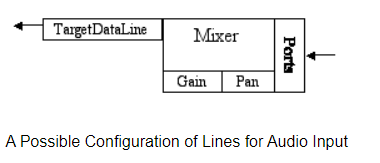 TargetDataLine
Mixer
Ports
Gain
Pan
A Possible Configuration of Lines for Audio Input